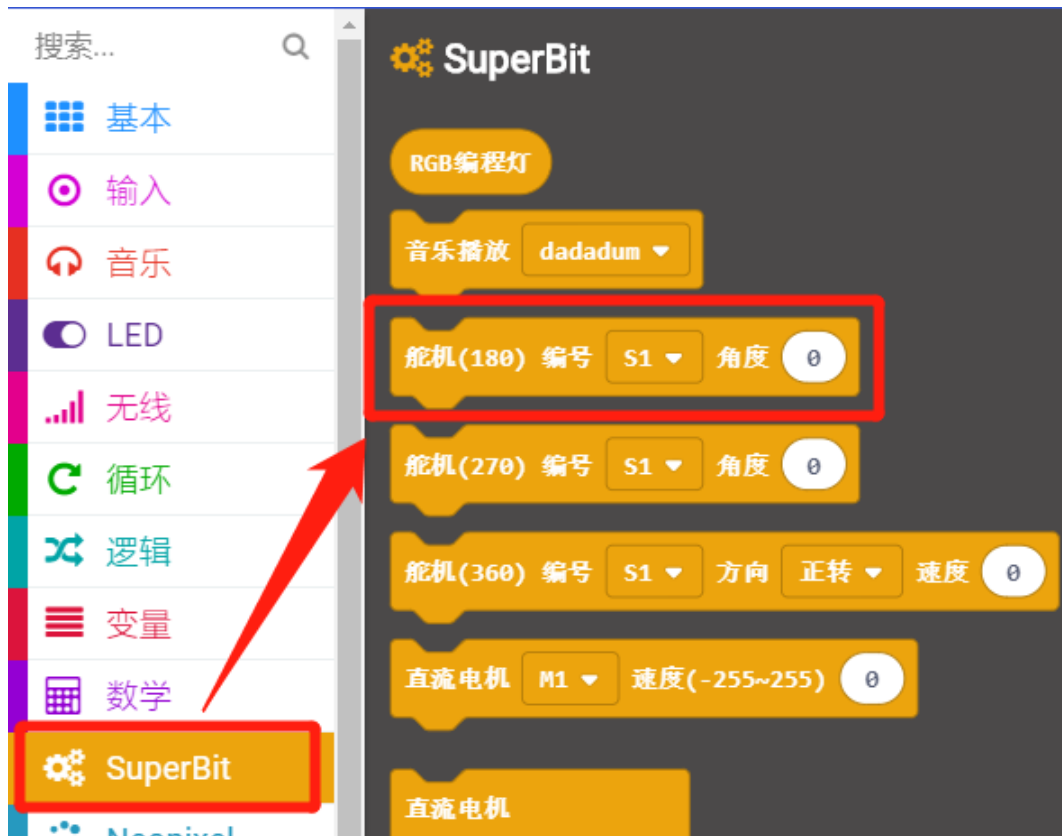 搜索...
基本
输入
音乐
LED
无线
循环
逻辑
变量
数学
SuperBit
Neopixel
SuperBit
RGB编程灯
音乐播放 dadadum
舵机(180) 编号 S1 角度 0
舵机(270) 编号 S1 角度 0
舵机(360) 编号 S1 方向 正转 速度 0
直流电机 M1 速度(-255~255) 0
直流电机